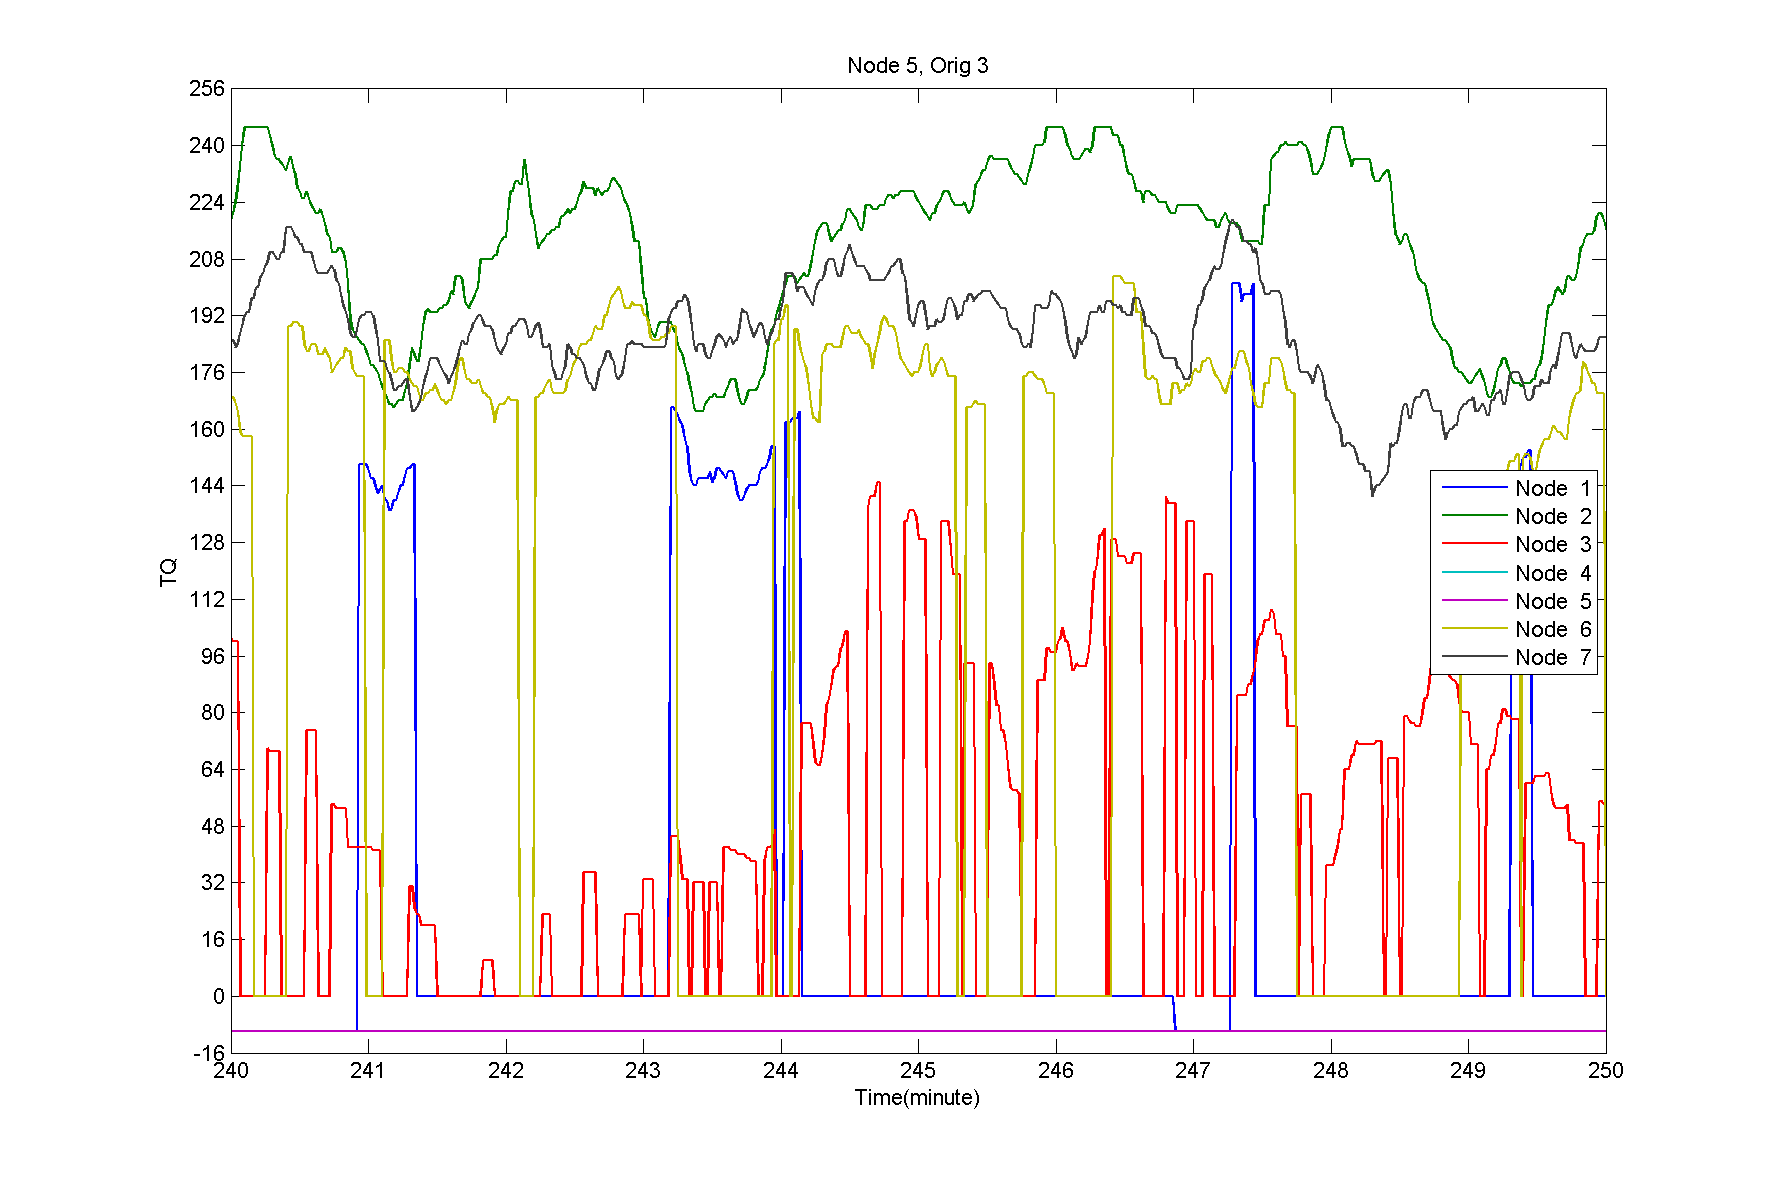 Node 5, Orig 3
256
240
224
208
192
176
160
144
128
112
96
80
64
48
32
16
0
-16
TQ
240 241 242 243 244 245 246 247 248 249 250
Time(minute)
Node 1
Node 2
Node 3
Node 4
Node 5
Node 6
Node 7